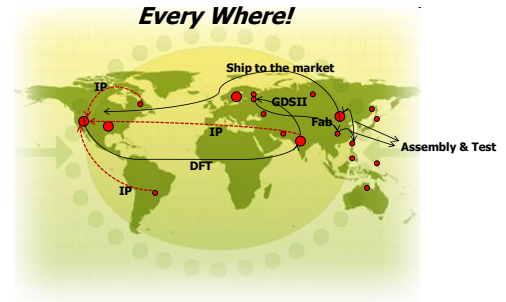 Every Where!
Ship to the market
IP
GDSII
Fab
IP
Assembly & Test
DFT
IP